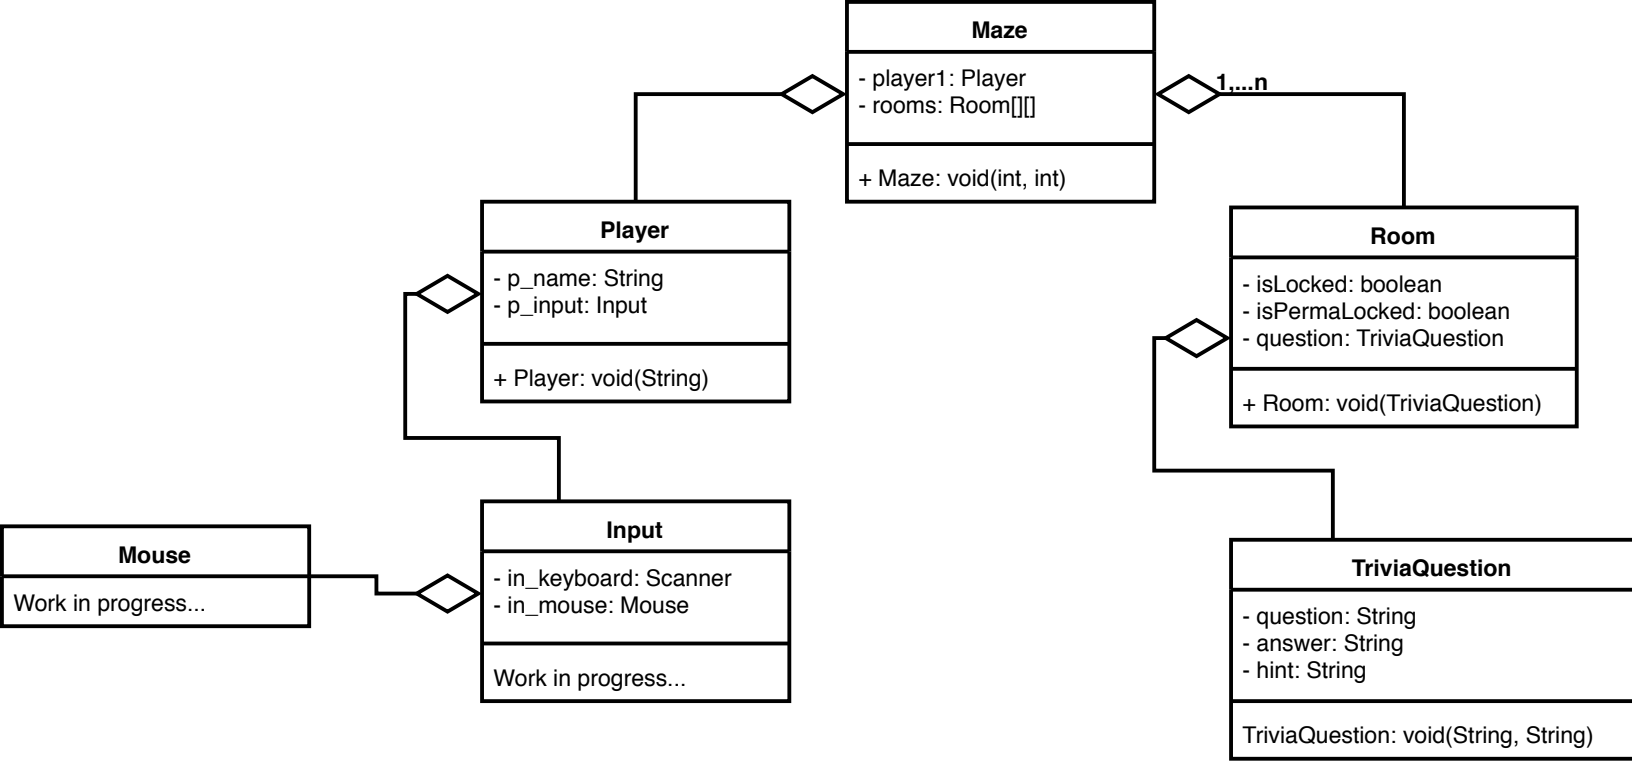 Maze
- player1: Player
- rooms: Room[][]
+ Maze: void(int, int)
1,...n
Player
- p_name: String
- p_input: Input
+ Player: void(String)
Room
- isLocked: boolean
- isPermaLocked: boolean
- question: TriviaQuestion
+ Room: void(TriviaQuestion)
Mouse
Work in progress...
Input
- in_keyboard: Scanner
- in_mouse: Mouse
Work in progress...
TriviaQuestion
- question: String
- answer: String
- hint: String
TriviaQuestion: void(String, String)